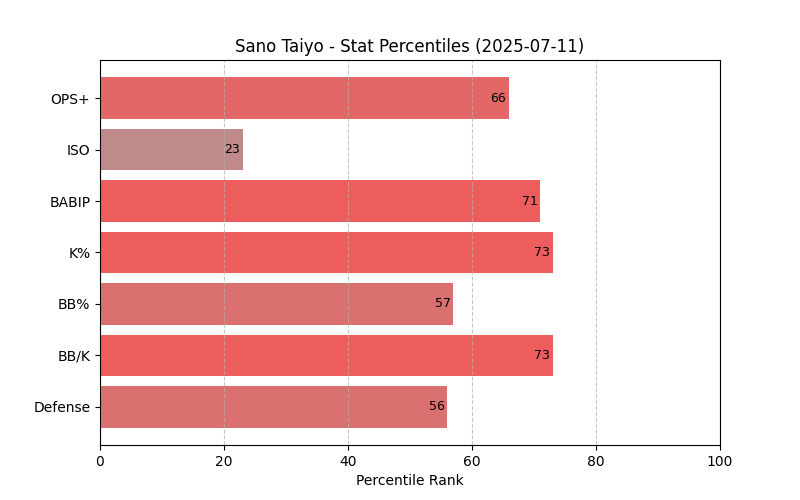 Sano Taiyo - Stat Percentiles (2025-07-11)
OPS+ 66
ISO 23
BABIP 71
K% 73
BB% 57
BB/K 73
Defense 56
0 20 40 60 80 100
Percentile Rank